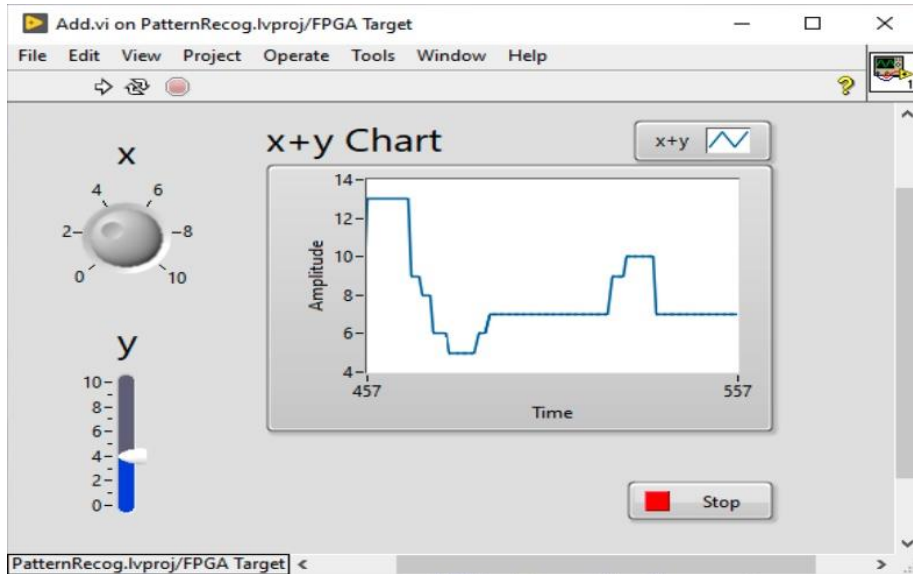 Add.vi on PatternRecog.lvproj/FPGA Target
File Edit View Project Operate Tools Window Help
1
x
4 6
2 8
0 10
y
10
8
6
4
2
0
x+y Chart
x+y
14
12
10
8
6
4
Amplitude
457 557
Time
Stop
PatternRecog.lvproj/FPGA Target